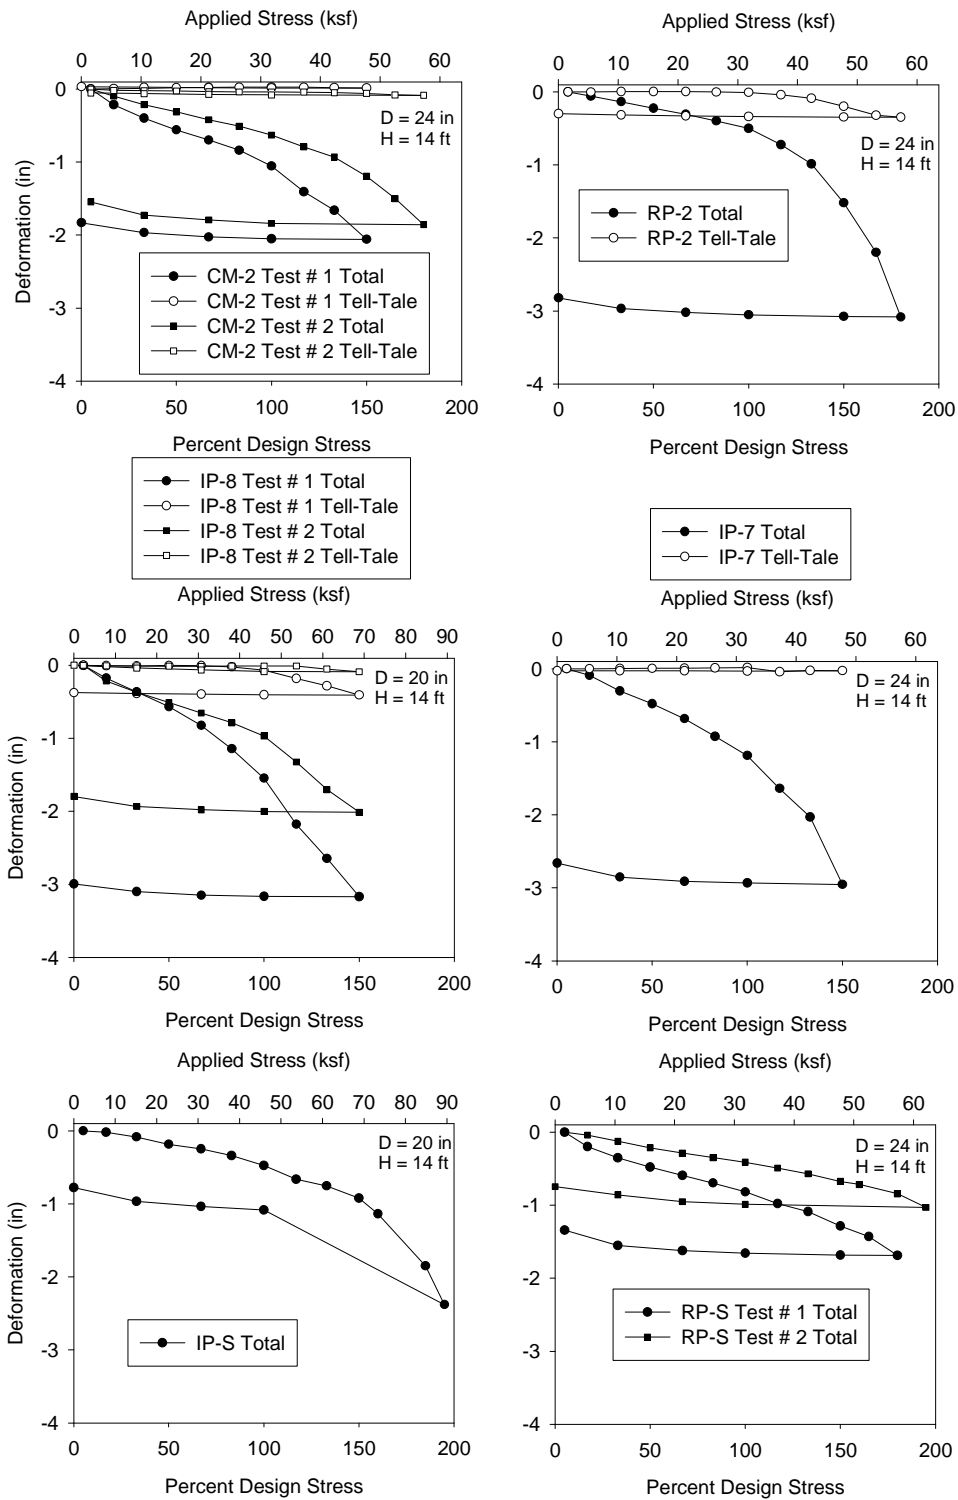 Applied Stress (ksf)
0 10 20 30 40 50 60
0
-1
-2
-3
-4
Deformation (in)
D = 24 in
H = 14 ft
CM-2 Test # 1 Total
CM-2 Test # 1 Tell-Tale
CM-2 Test # 2 Total
CM-2 Test # 2 Tell-Tale
0 50 100 150 200
Percent Design Stress
Applied Stress (ksf)
0 10 20 30 40 50 60
0
-1
-2
-3
-4
D = 24 in
H = 14 ft
RP-2 Total
RP-2 Tell-Tale
0 50 100 150 200
Percent Design Stress
IP-8 Test # 1 Total
IP-8 Test # 1 Tell-Tale
IP-8 Test # 2 Total
IP-8 Test # 2 Tell-Tale
Applied Stress (ksf)
0 10 20 30 40 50 60 70 80 90
0
-1
-2
-3
-4
Deformation (in)
D = 20 in
H = 14 ft
0 50 100 150 200
Percent Design Stress
IP-7 Total
IP-7 Tell-Tale
Applied Stress (ksf)
0 10 20 30 40 50 60
0
-1
-2
-3
-4
D = 24 in
H = 14 ft
0 50 100 150 200
Percent Design Stress
Applied Stress (ksf)
0 10 20 30 40 50 60 70 80 90
0
-1
-2
-3
-4
Deformation (in)
D = 20 in
H = 14 ft
IP-S Total
0 50 100 150 200
Percent Design Stress
Applied Stress (ksf)
0 10 20 30 40 50 60
0
-1
-2
-3
-4
D = 24 in
H = 14 ft
RP-S Test # 1 Total
RP-S Test # 2 Total
0 50 100 150 200
Percent Design Stress